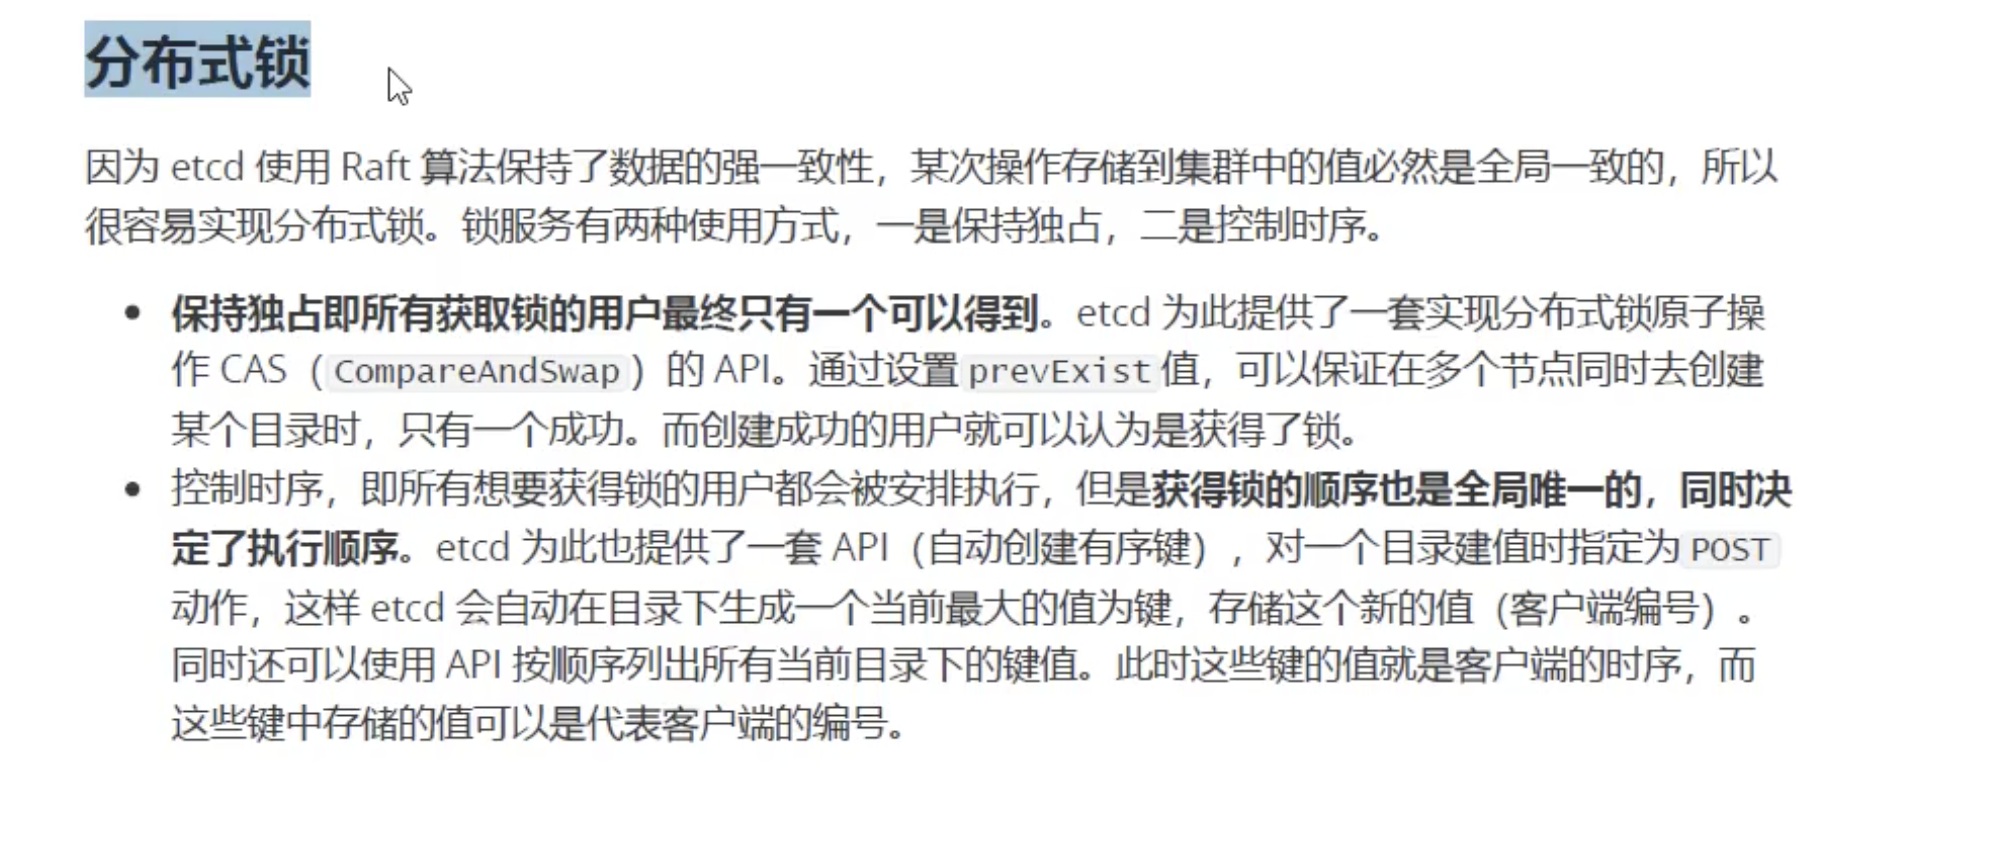 分布式锁
因为 etcd 使用 Raft 算法保持了数据的强一致性，某次操作存储到集群中的值必然是全局一致的，所以
很容易实现分布式锁。锁服务有两种使用方式，一是保持独占，二是控制时序。
• 保持独占即所有获取锁的用户最终只有一个可以得到。etcd 为此提供了一套实现分布式锁原子操
作 CAS（CompareAndSwap）的 API。通过设置prevExist值，可以保证在多个节点同时去创建
某个目录时，只有一个成功。而创建成功的用户就可以认为是获得了锁。
• 控制时序，即所有想要获得锁的用户都会被安排执行，但是获得锁的顺序也是全局唯一的，同时决
定了执行顺序。etcd 为此也提供了一套 API（自动创建有序键），对一个目录建值时指定为POST
动作，这样 etcd 会自动在目录下生成一个当前最大的值为键，存储这个新的值（客户端编号）。
同时还可以使用 API 按顺序列出所有当前目录下的键值。此时这些键的值就是客户端的时序，而
这些键中存储的值可以是代表客户端的编号。